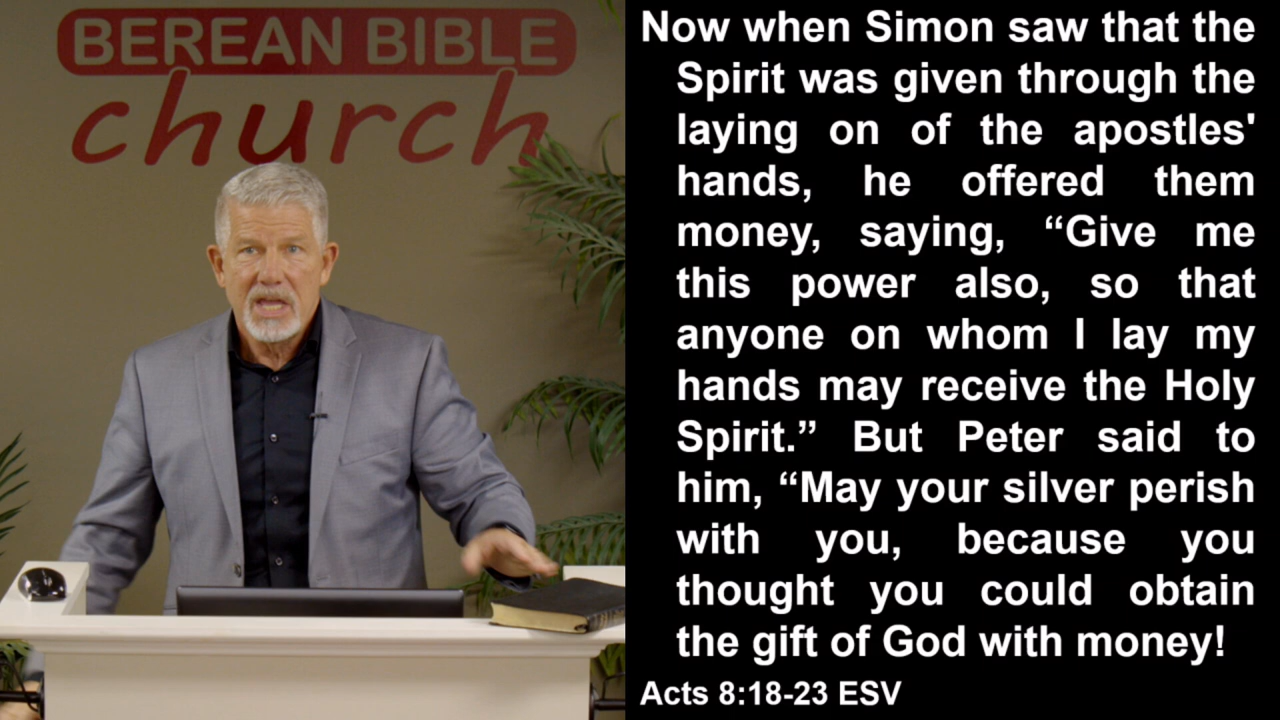 BEREAN BIBLE
church
Now when Simon saw that the
Spirit was given through the
laying on of the apostles'
hands, he offered them
money, saying, “Give me
this power also, so that
anyone on whom I lay my
hands may receive the Holy
Spirit.” But Peter said to
him, “May your silver perish
with you, because you
thought you could obtain
the gift of God with money!
Acts 8:18-23 ESV